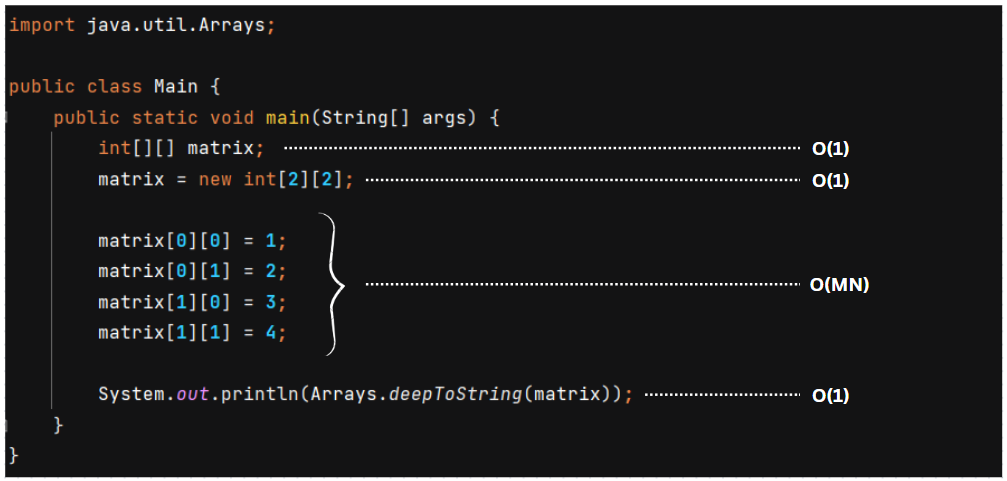 import java.util.Arrays;
public class Main {
public static void main(String[] args) {
int[][] matrix; O(1)
matrix = new int[2][2]; O(1)
matrix[0][0] = 1;
matrix[0][1] = 2;
O(MN)
matrix[1][0] = 3;
matrix[1][1] = 4;
System.out.println(Arrays.deepToString(matrix)); O(1)
}
}